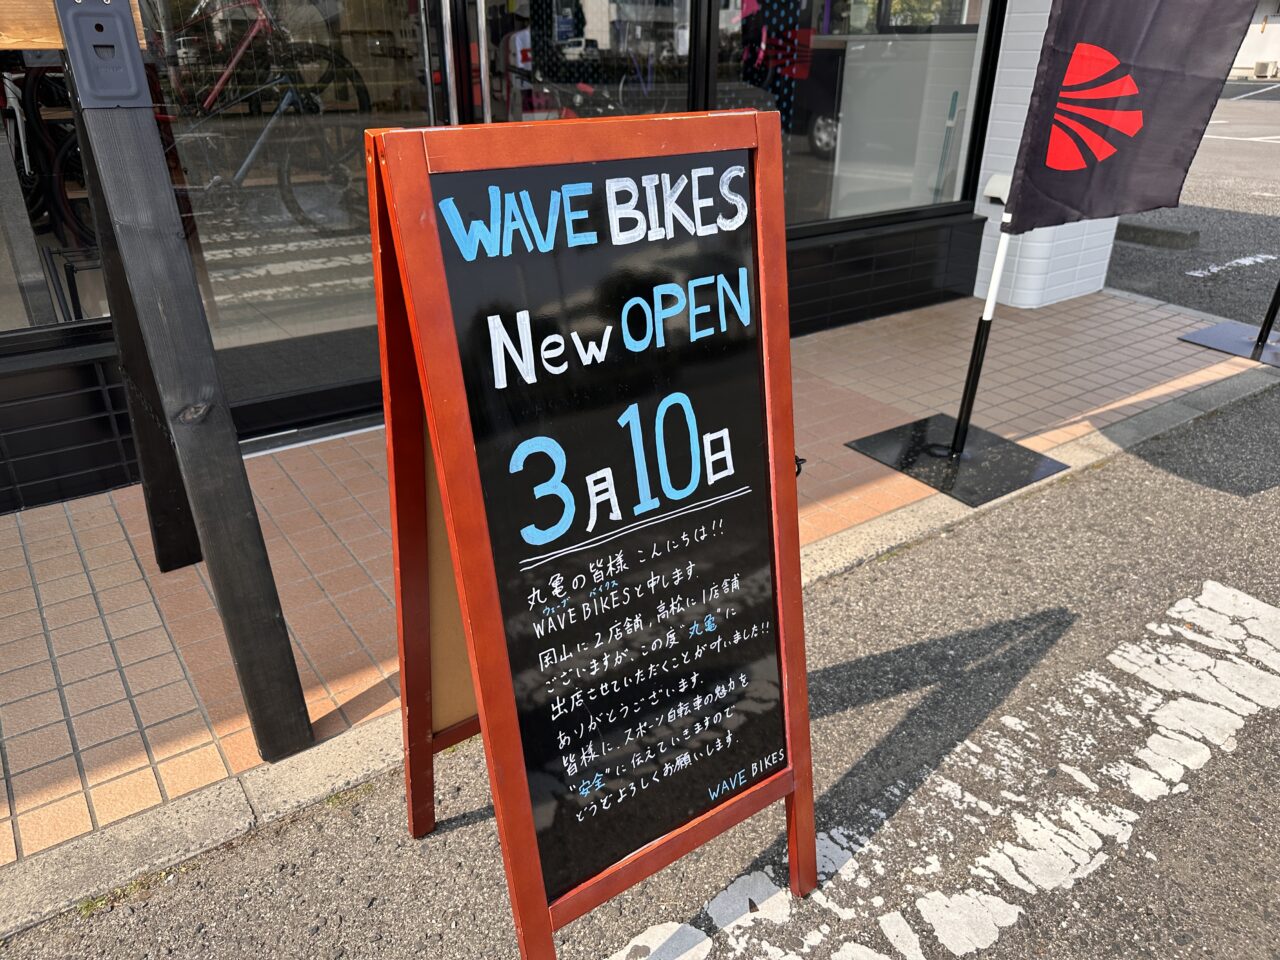 WAVE BIKES
New OPEN
3月10日
丸亀の皆様 こんにちは!!
ウェーブ バイクス
WAVE BIKESと申します.
岡山に2店舗,高松に1店舗
ございますが、この度"丸亀"に
出店させていただくことが叶いました!!
ありがとうございます.
皆様に、スポーツ自転車の魅力を
"安全"に伝えていきますので
どうぞよろしくお願いします.
WAVE BIKES